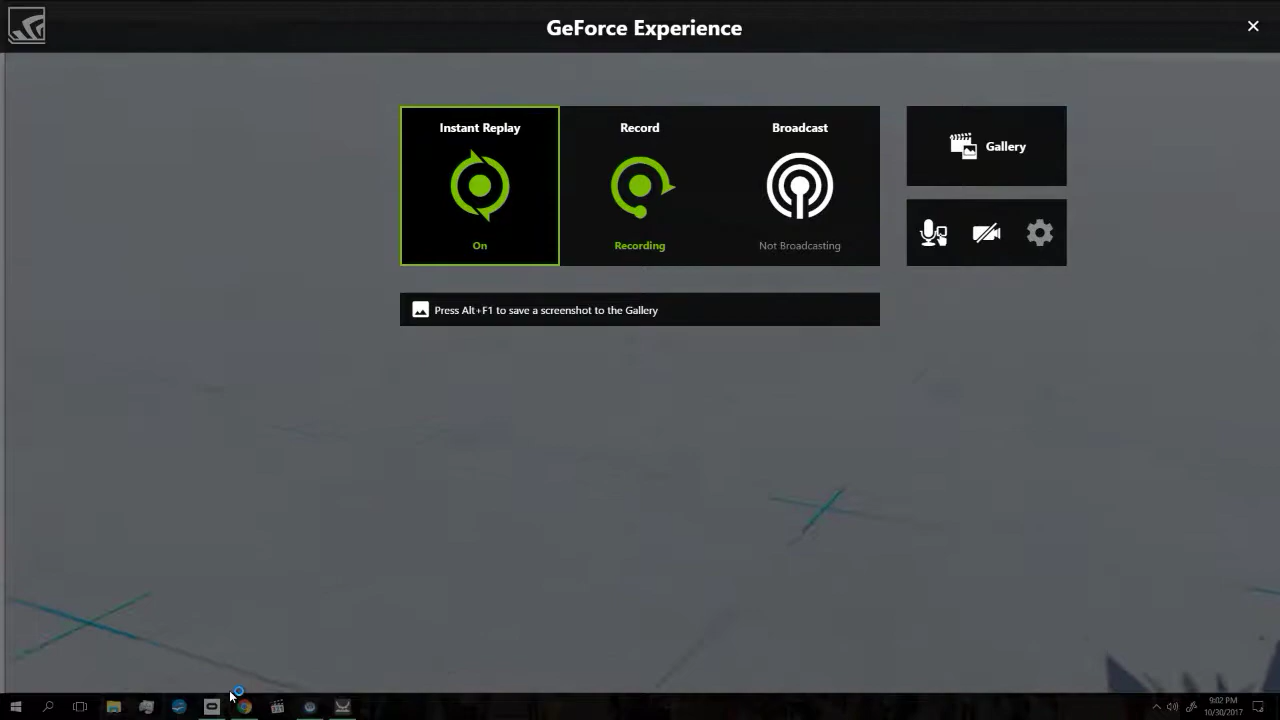 GeForce Experience
Instant Replay
Record
Broadcast
On
Recording
Not Broadcasting
Gallery
Press Alt+F1 to save a screenshot to the Gallery
9:02 PM
10/30/2017